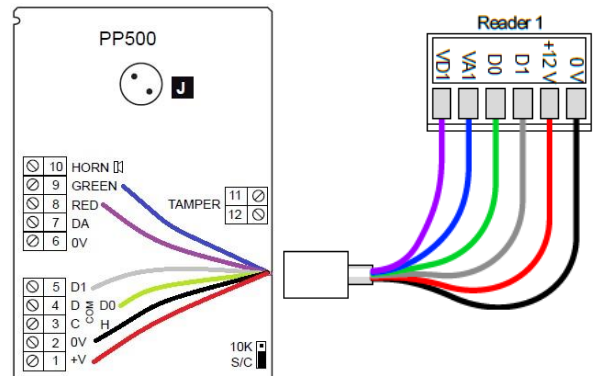 PP500
J
10 HORN
9 GREEN
8 RED
7 DA
6 0V
TAMPER
11
12
5 D1
4 D D0
3 C H
COM
2 0V
1 +V
10K
S/C
Reader 1
VD1
VA1
D0
D1
+12 V
0 V